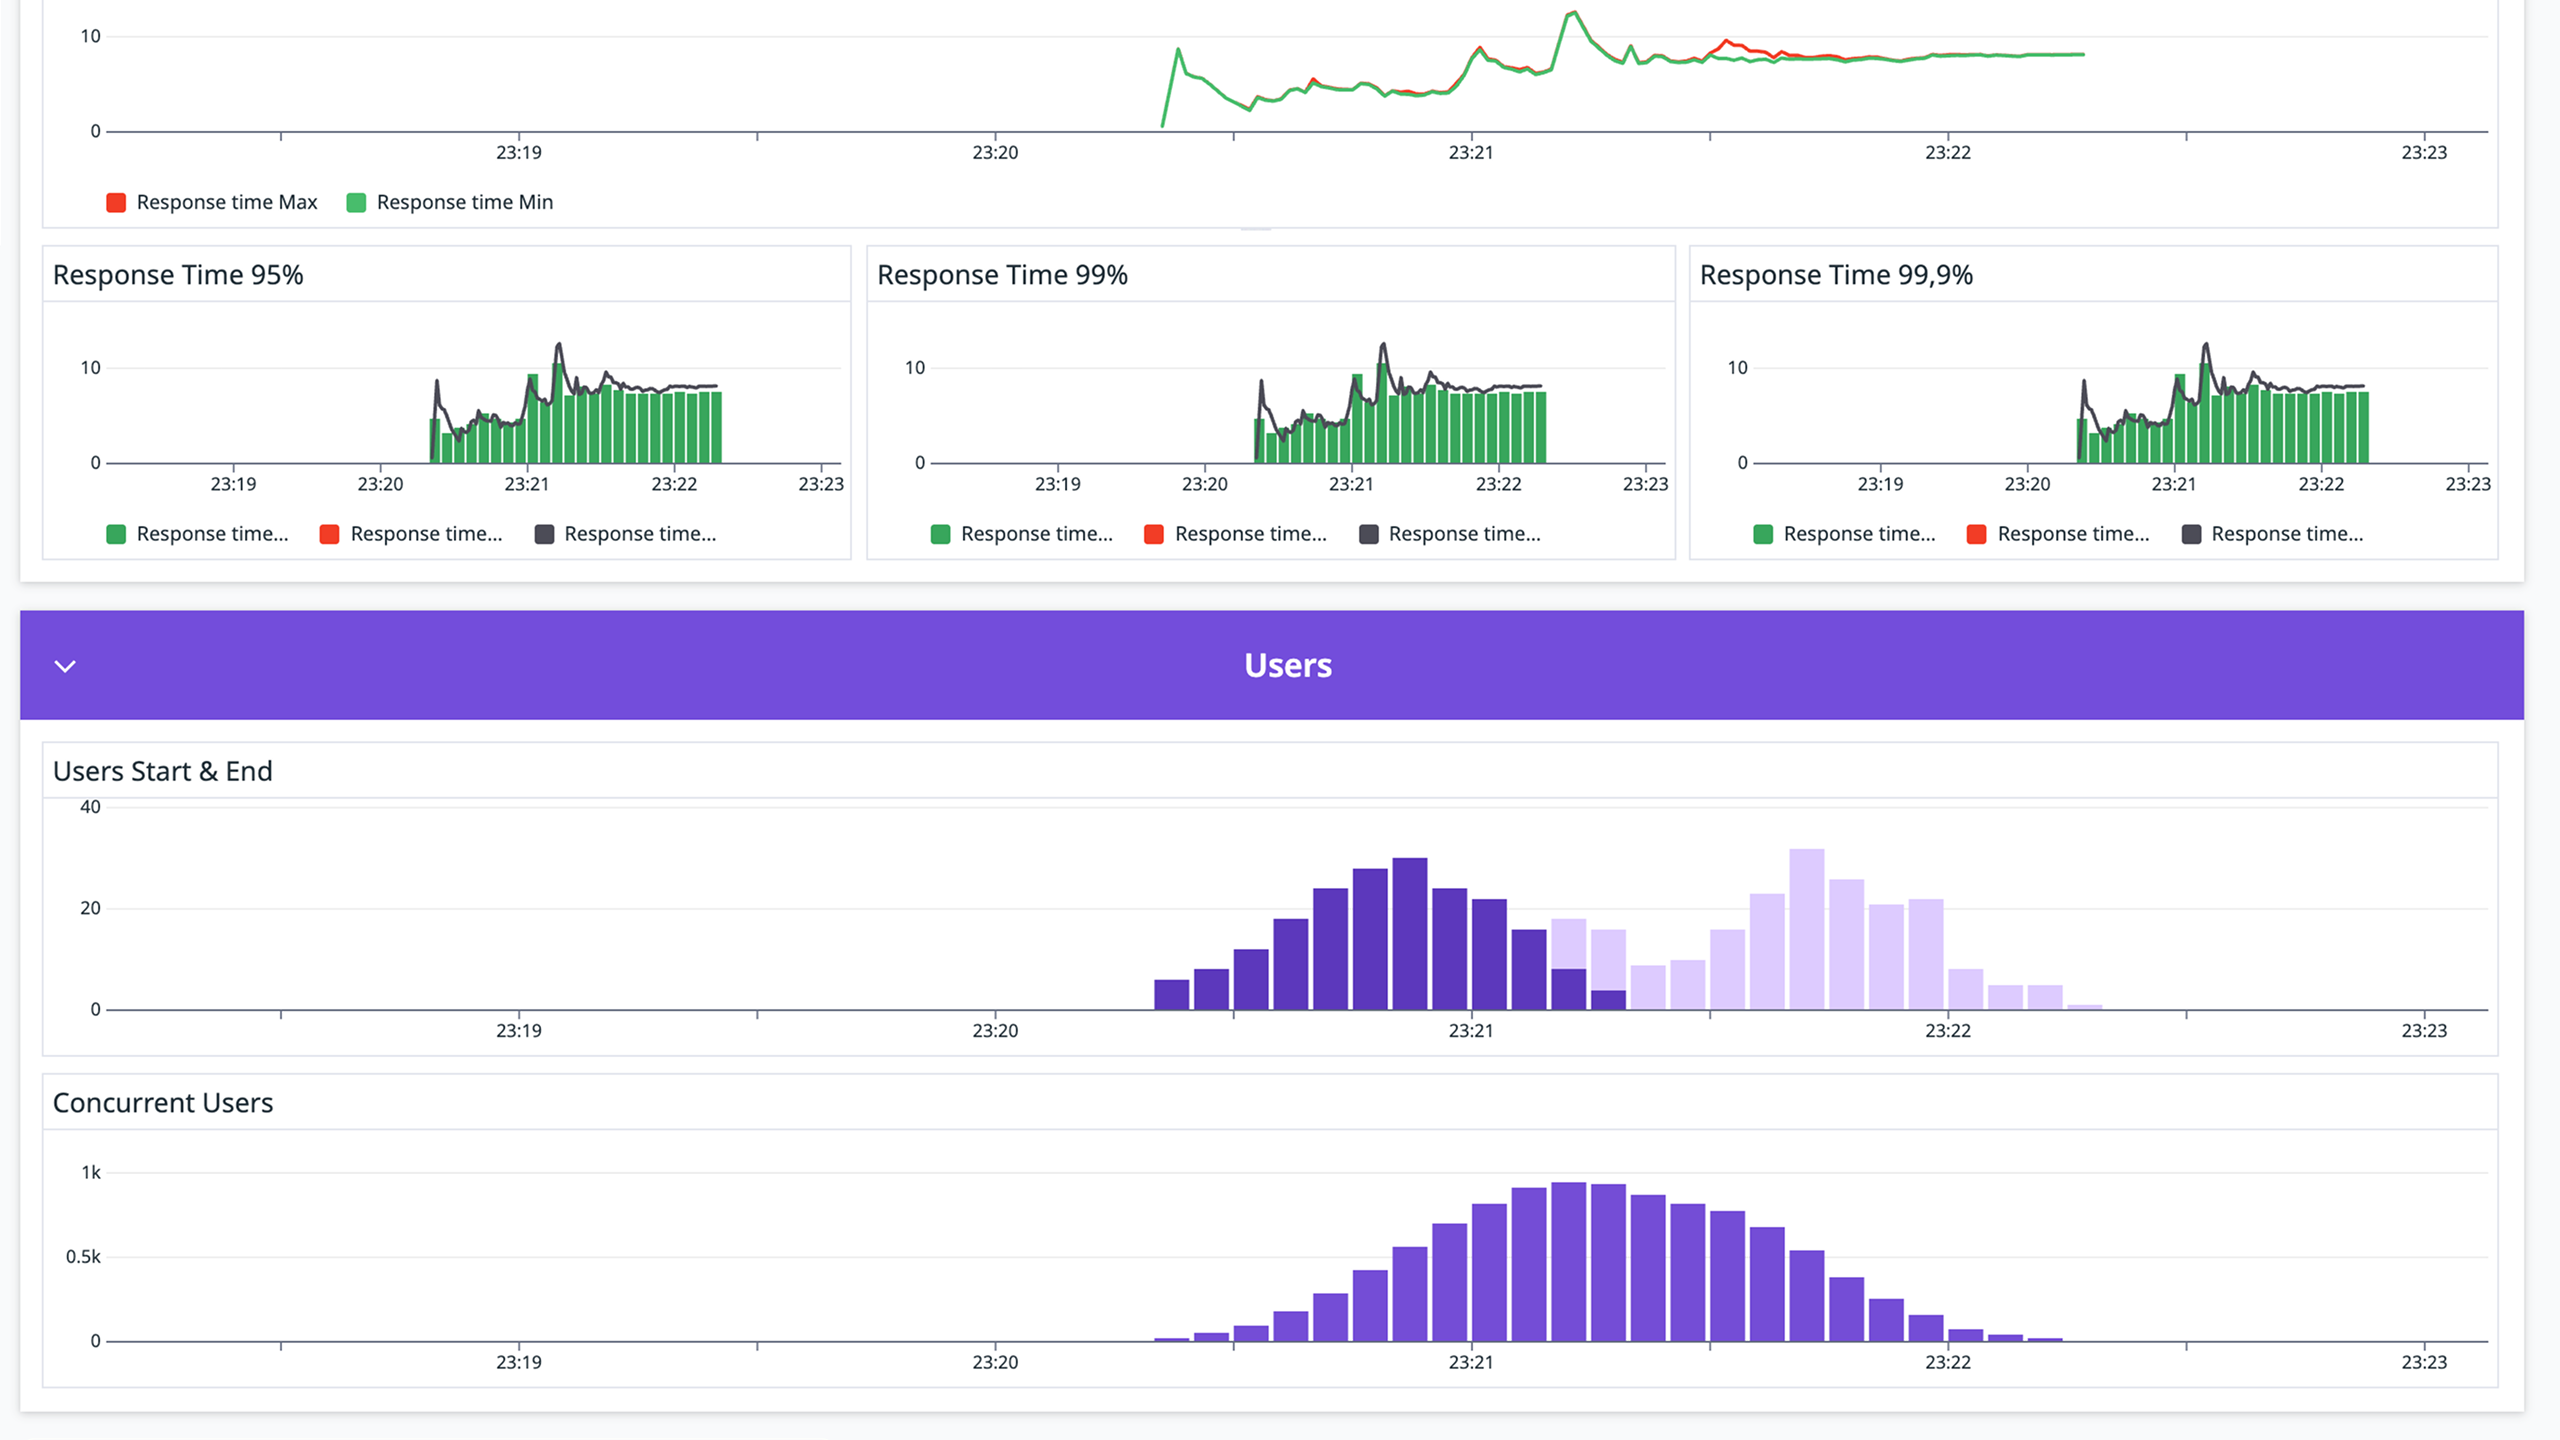 10
0
23:19 23:20 23:21 23:22 23:23
Response time Max Response time Min
Response Time 95%
10
0
23:19 23:20 23:21 23:22 23:23
Response time... Response time... Response time...
Response Time 99%
10
0
23:19 23:20 23:21 23:22 23:23
Response time... Response time... Response time...
Response Time 99,9%
10
0
23:19 23:20 23:21 23:22 23:23
Response time... Response time... Response time...
Users
Users Start & End
40
20
0
23:19 23:20 23:21 23:22 23:23
Concurrent Users
1k
0.5k
0
23:19 23:20 23:21 23:22 23:23